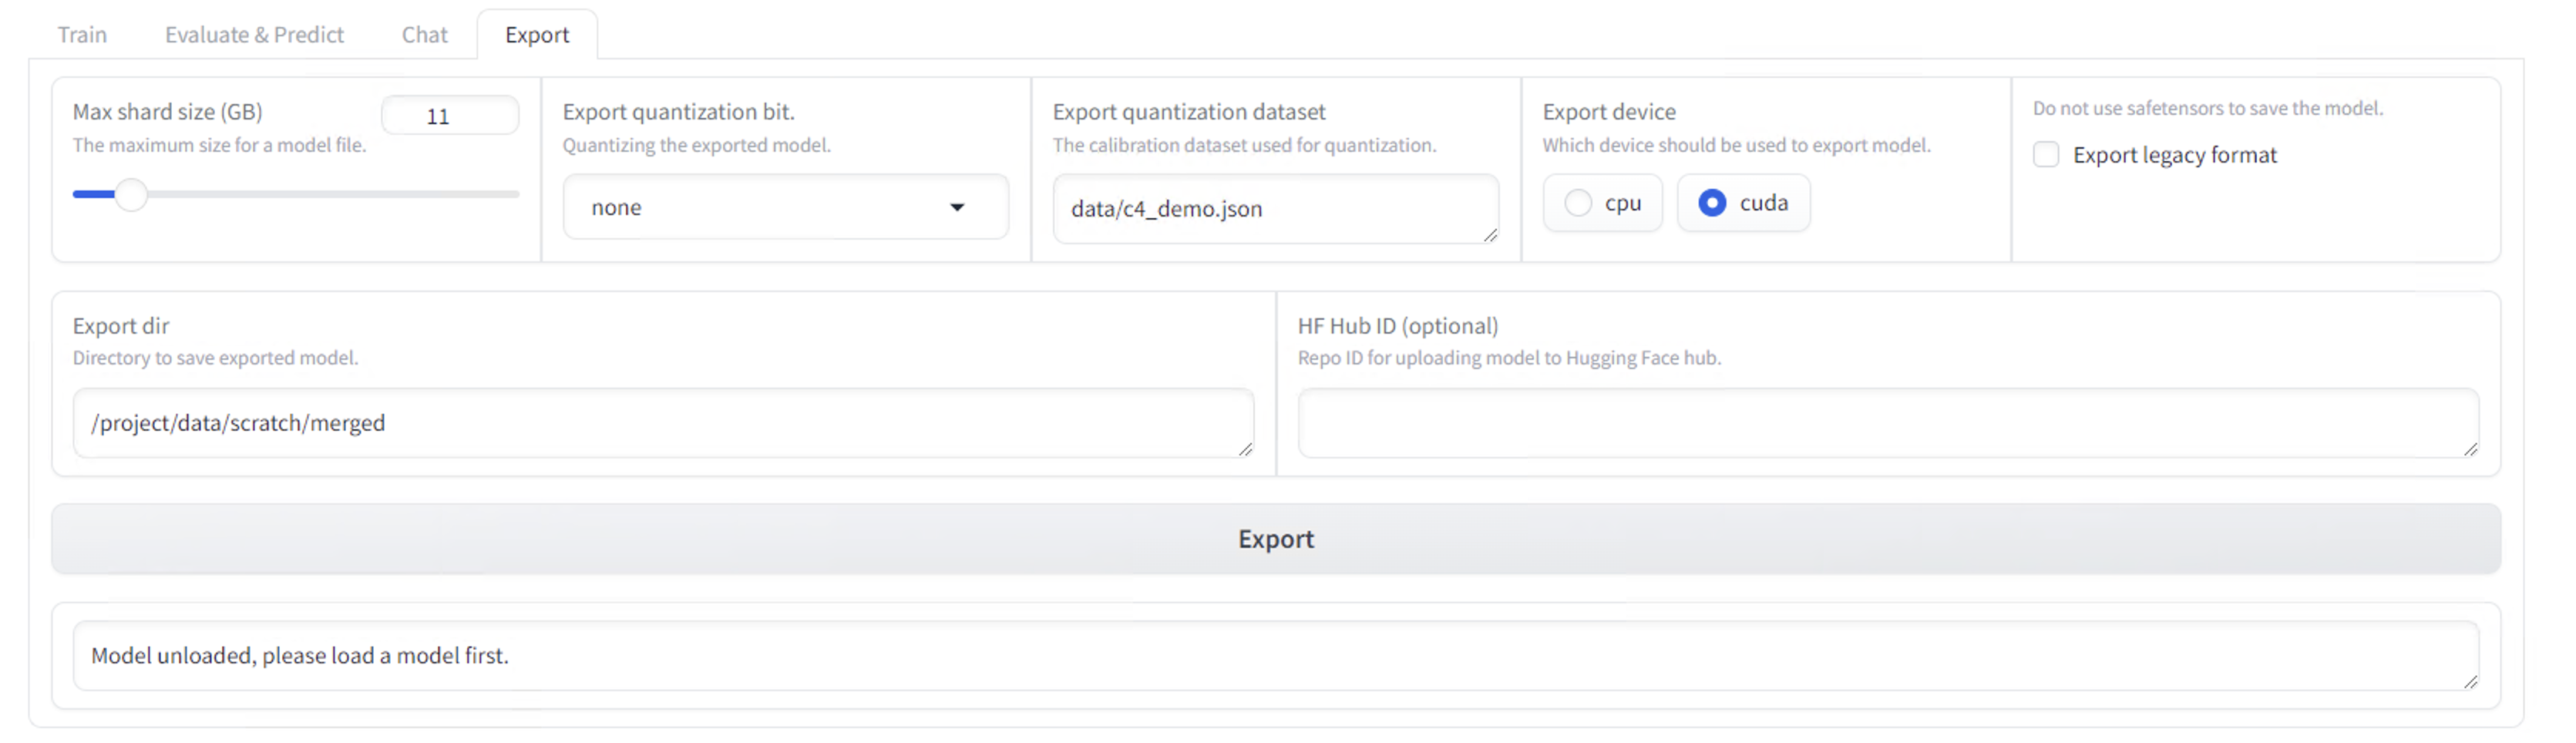 Train Evaluate & Predict Chat Export
Max shard size (GB)
11
The maximum size for a model file.
Export quantization bit.
Quantizing the exported model.
none
Export quantization dataset
The calibration dataset used for quantization.
data/c4_demo.json
Export device
Which device should be used to export model.
cpu cuda
Do not use safetensors to save the model.
Export legacy format
Export dir
Directory to save exported model.
/project/data/scratch/merged
HF Hub ID (optional)
Repo ID for uploading model to Hugging Face hub.
Export
Model unloaded, please load a model first.